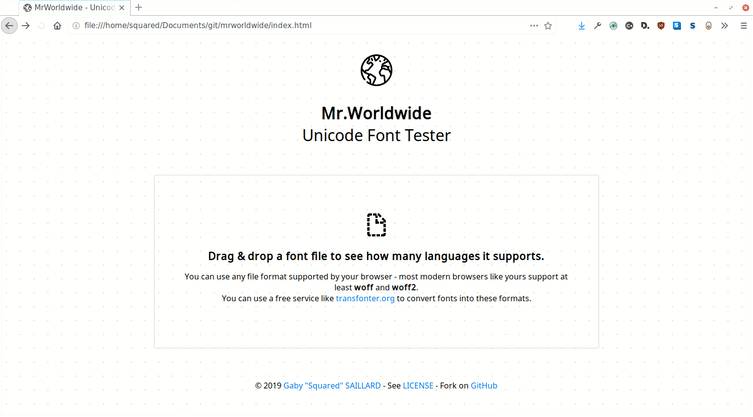 MrWorldwide - Unicod
file:///home/squared/Documents/git/mrworldwide/index.html
Mr.Worldwide
Unicode Font Tester
Drag & drop a font file to see how many languages it supports.
You can use any file format supported by your browser - most modern browsers like yours support at
least woff and woff2.
You can use a free service like transfonter.org to convert fonts into these formats.
© 2019 Gaby "Squared" SAILLARD - See LICENSE - Fork on GitHub